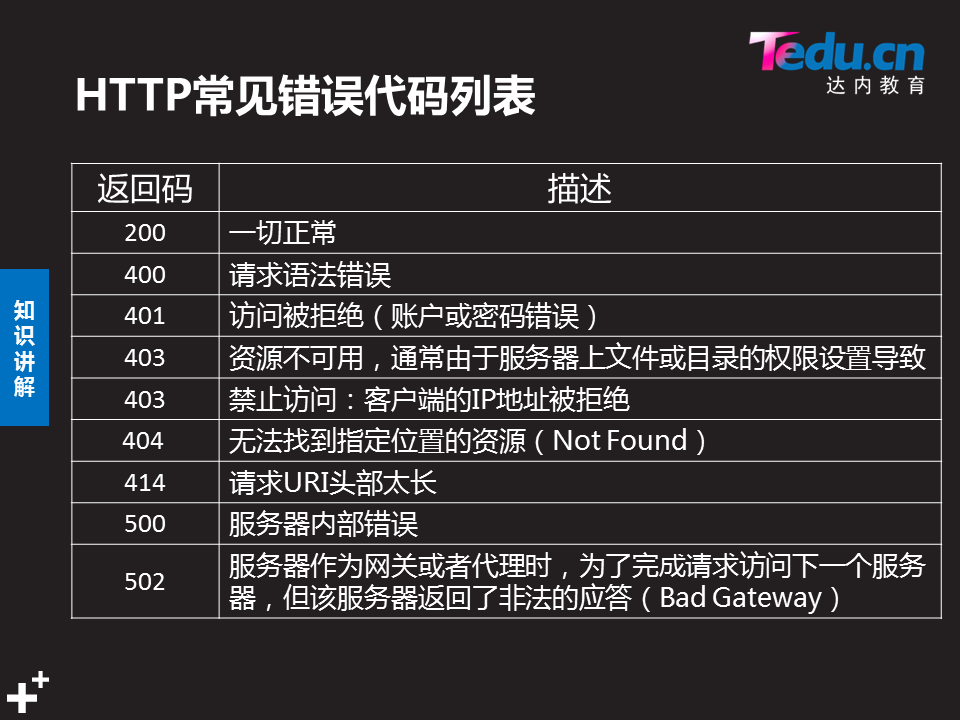 Tedu.cn
达内教育
HTTP常见错误代码列表
返回码 描述
200 一切正常
400 请求语法错误
401 访问被拒绝（账户或密码错误）
403 资源不可用，通常由于服务器上文件或目录的权限设置导致
403 禁止访问：客户端的IP地址被拒绝
404 无法找到指定位置的资源（Not Found）
414 请求URI头部太长
500 服务器内部错误
502 服务器作为网关或者代理时，为了完成请求访问下一个服务
器，但该服务器返回了非法的应答（Bad Gateway）
知
识
讲
解